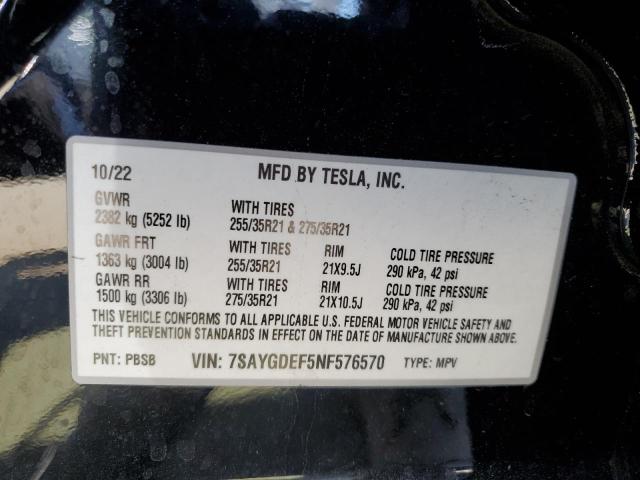 10/22 MFD BY TESLA, INC.
GVWR WITH TIRES
2382 kg (5252 lb) 255/35R21 & 275/35R21
GAWR FRT WITH TIRES RIM COLD TIRE PRESSURE
1363 kg (3004 lb) 255/35R21 21X9.5J 290 kPa, 42 psi
GAWR RR WITH TIRES RIM COLD TIRE PRESSURE
1500 kg (3306 lb) 275/35R21 21X10.5J 290 kPa, 42 psi
THIS VEHICLE CONFORMS TO ALL APPLICABLE U.S. FEDERAL MOTOR VEHICLE SAFETY AND
THEFT PREVENTION STANDARDS IN EFFECT ON THE DATE OF MANUFACTURE SHOWN ABOVE.
PNT: PBSB VIN: 7SAYGDEF5NF576570 TYPE: MPV